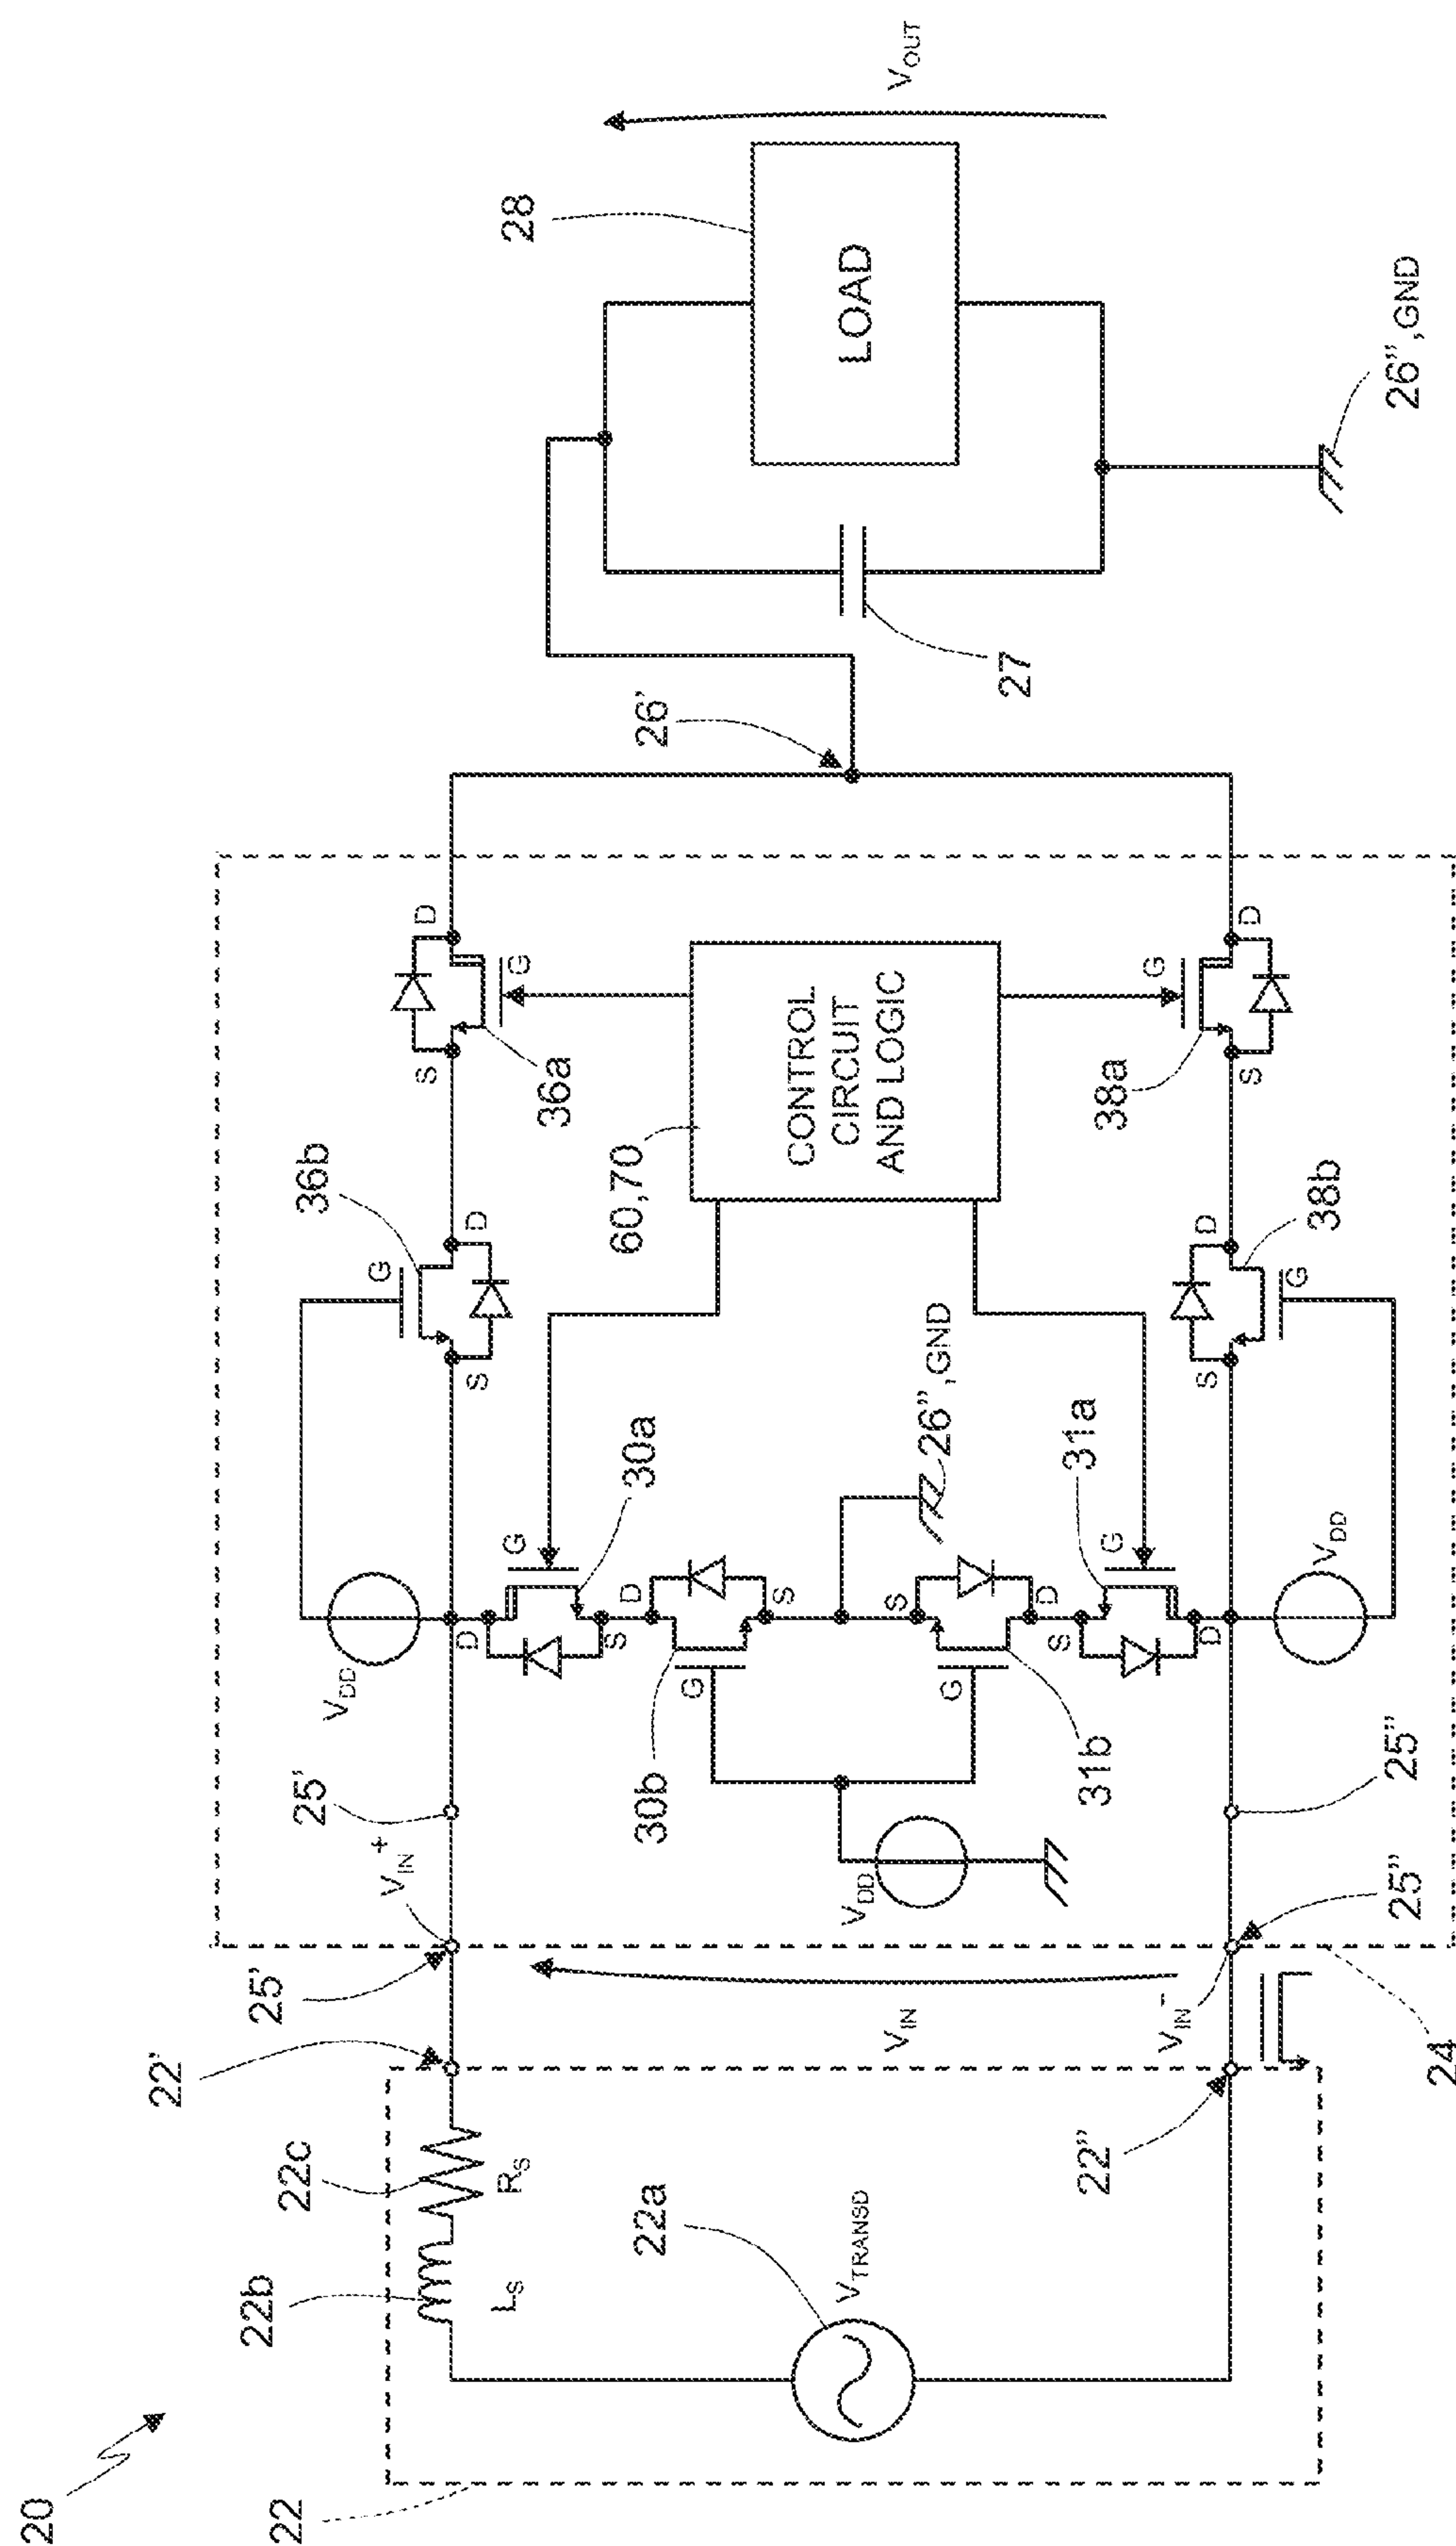 20
22
22b
22c
L_S
R_S
22a
V_TRANSD
22'
22"
25'
V_IN^+
V_IN
V_IN^-
25"
24
25'
25"
V_DD
V_DD
V_DD
30b
31b
G
G
D
S
S
D
D
S
S
D
G
G
30a
31a
26",GND
36b
G
S
D
38b
G
S
D
60,70
CONTROL
CIRCUIT
AND LOGIC
36a
G
S
D
38a
G
S
D
26'
27
28
LOAD
26",GND
V_OUT